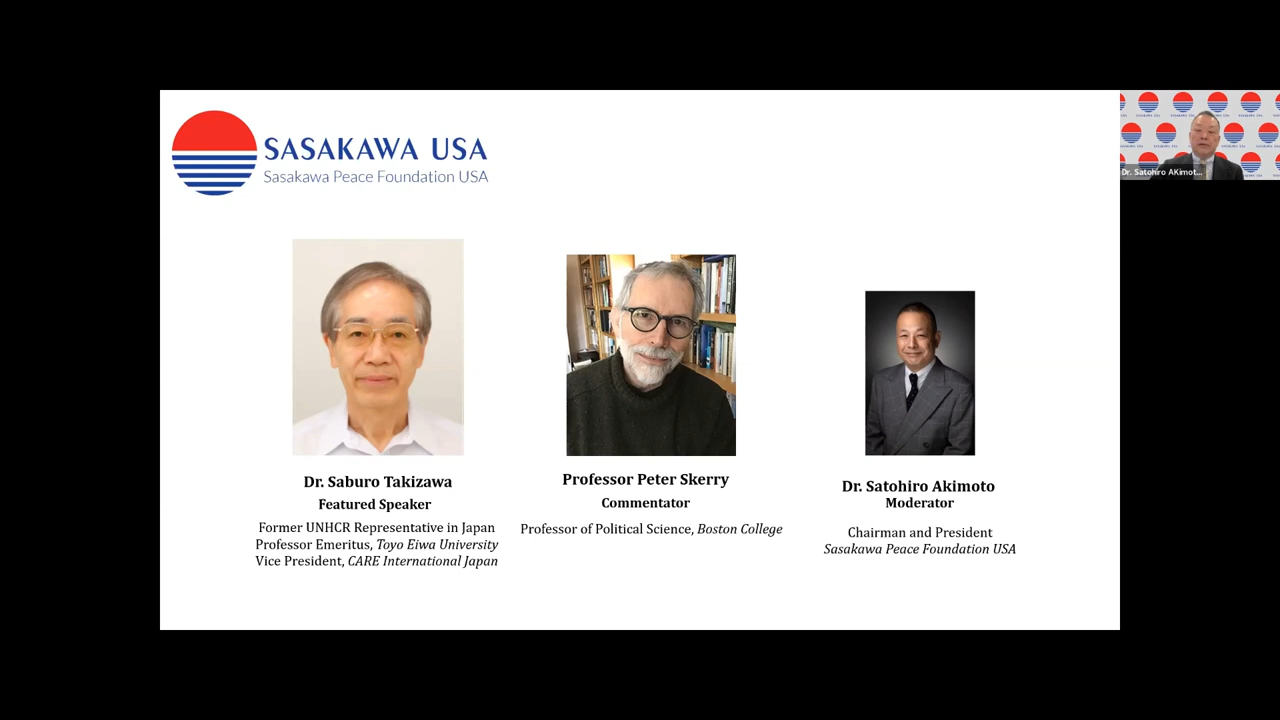 SASAKAWA USA
Sasakawa Peace Foundation USA
Dr. Satohiro AKimot...
Dr. Saburo Takizawa
Featured Speaker
Former UNHCR Representative in Japan
Professor Emeritus, Toyo Eiwa University
Vice President, CARE International Japan
Professor Peter Skerry
Commentator
Professor of Political Science, Boston College
Dr. Satohiro Akimoto
Moderator
Chairman and President
Sasakawa Peace Foundation USA